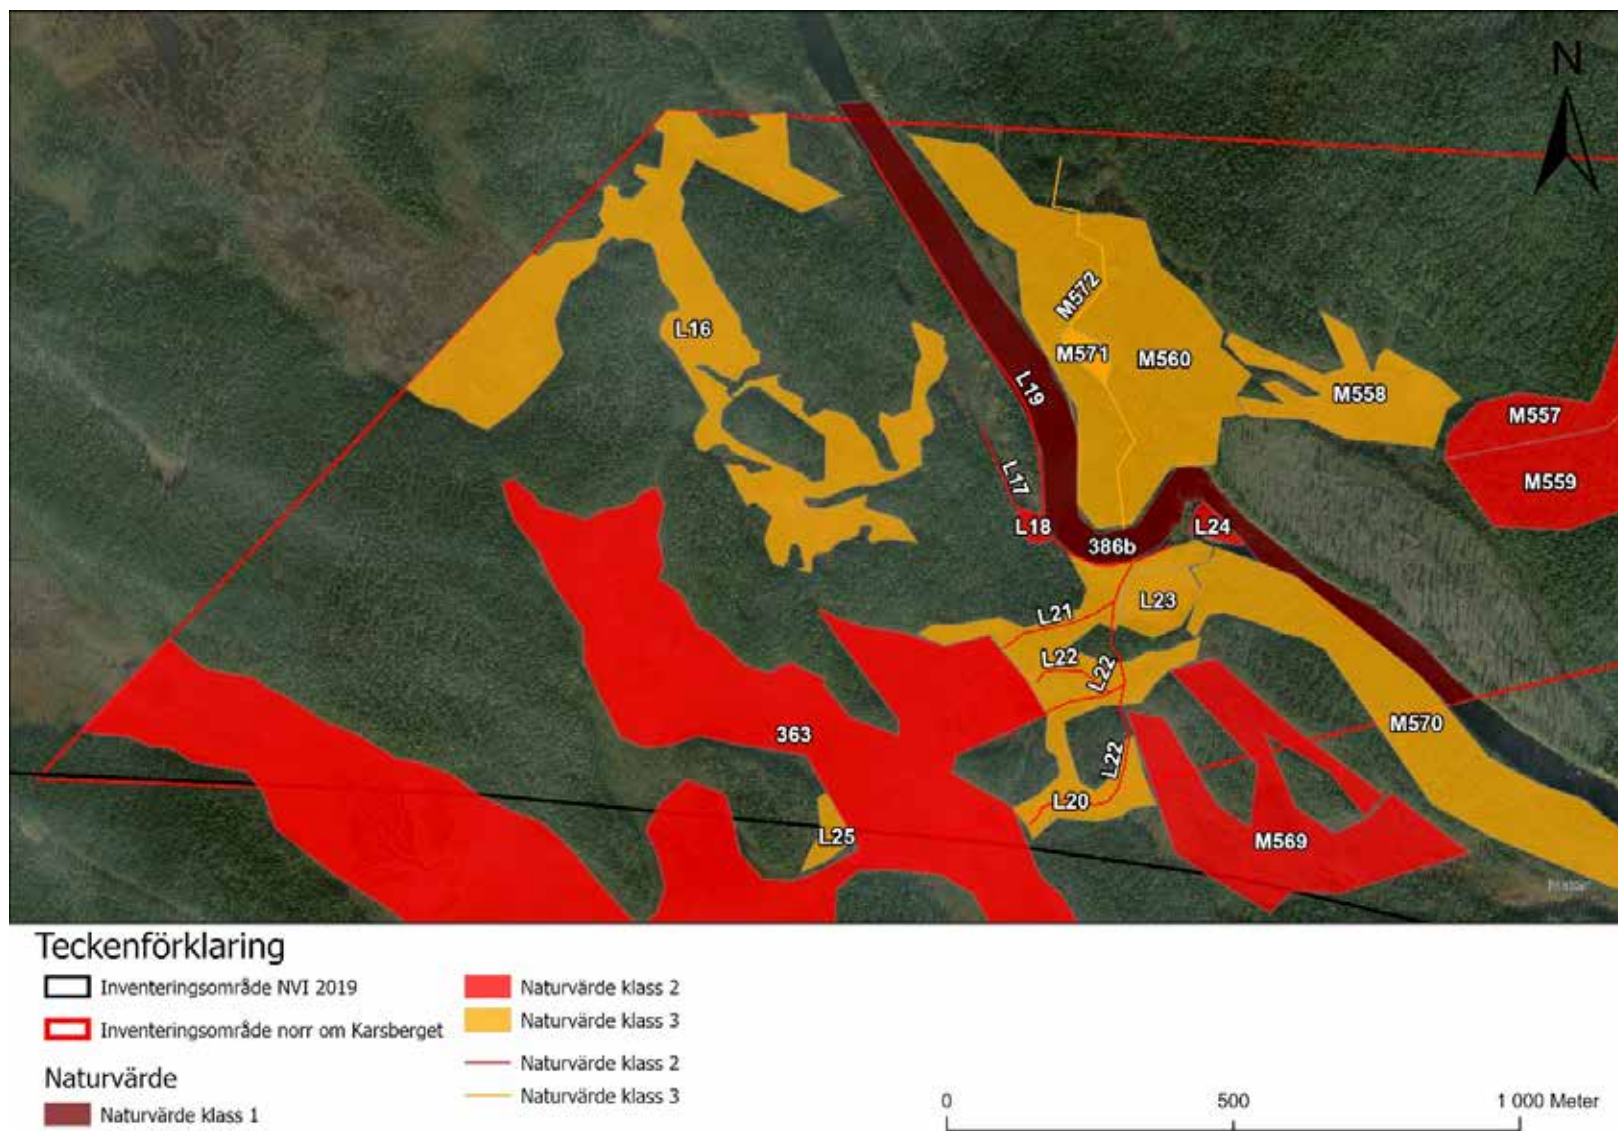 N
L16
M572
M571
M560
M558
M557
M559
L19
L17
L18
386b
L24
L23
L21
L22
L22
363
M570
L22
L20
L25
M569
Teckenförklaring
Inventeringsområde NVI 2019
Inventeringsområde norr om Karsberget
Naturvärde
Naturvärde klass 1
Naturvärde klass 2
Naturvärde klass 3
Naturvärde klass 2
Naturvärde klass 3
0 500 1 000 Meter